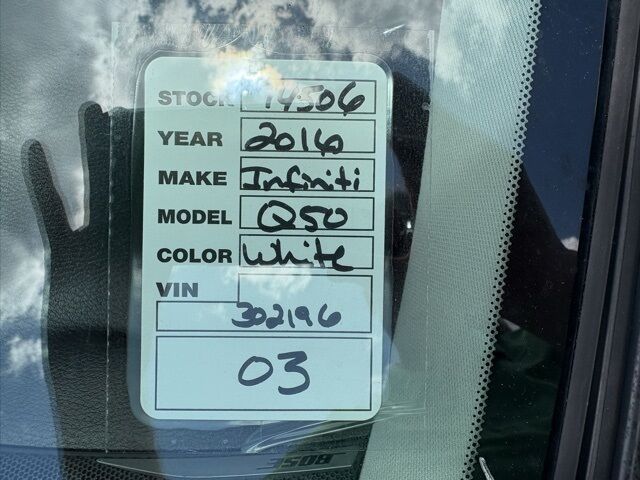 STOCK 14506
YEAR 2016
MAKE Infiniti
MODEL Q50
COLOR White
VIN
302196
03
BOSE